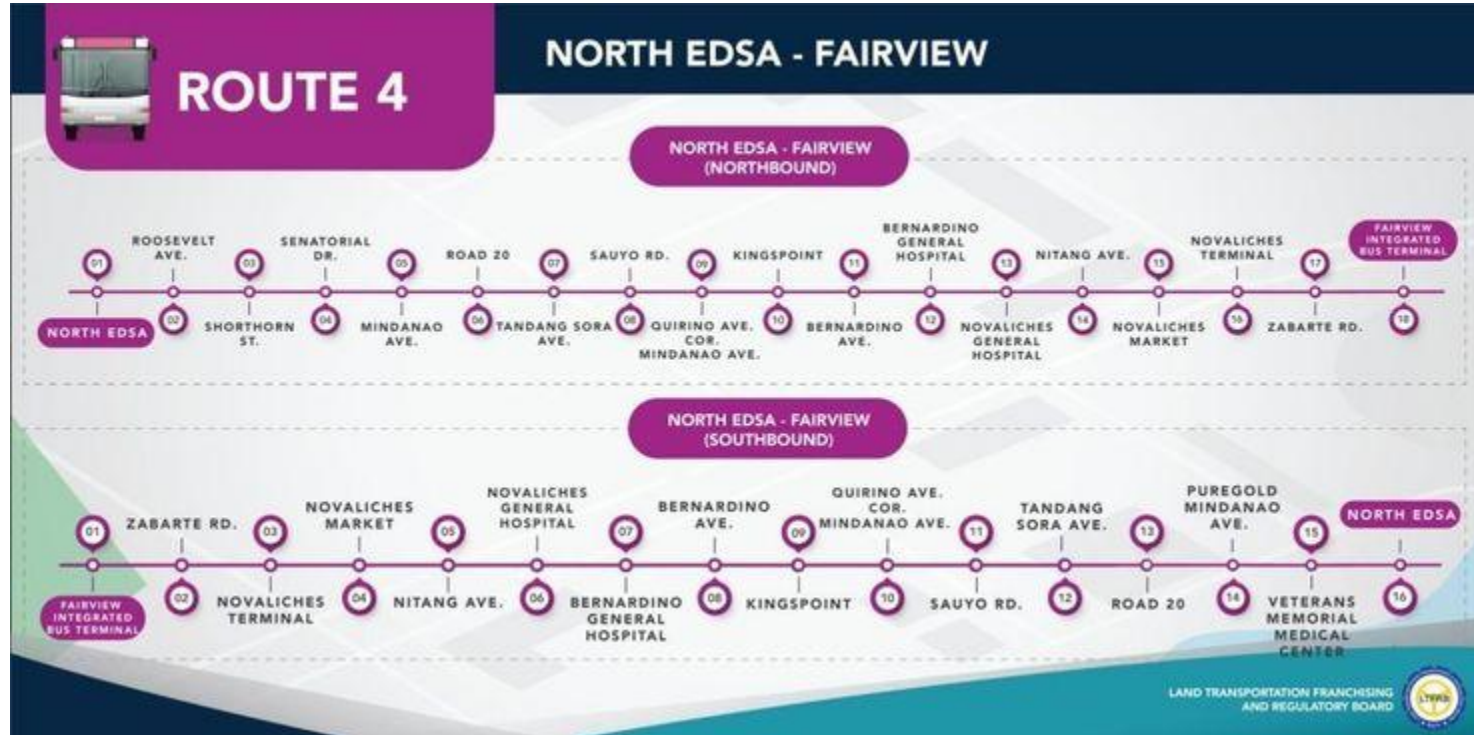 ROUTE 4
NORTH EDSA - FAIRVIEW
NORTH EDSA - FAIRVIEW
(NORTHBOUND)
01
NORTH EDSA
ROOSEVELT
AVE.
02
03
SHORTHORN
ST.
SENATORIAL
DR.
04
05
MINDANAO
AVE.
ROAD 20
06
07
TANDANG SORA
AVE.
SAUYO RD.
08
09
QUIRINO AVE.
COR.
MINDANAO AVE.
KINGSPOINT
10
11
BERNARDINO
AVE.
BERNARDINO
GENERAL
HOSPITAL
12
13
NOVALICHES
GENERAL
HOSPITAL
NITANG AVE.
14
15
NOVALICHES
MARKET
NOVALICHES
TERMINAL
16
17
ZABARTE RD.
FAIRVIEW
INTEGRATED
BUS TERMINAL
18
NORTH EDSA - FAIRVIEW
(SOUTHBOUND)
01
FAIRVIEW
INTEGRATED
BUS TERMINAL
ZABARTE RD.
02
03
NOVALICHES
TERMINAL
NOVALICHES
MARKET
04
05
NITANG AVE.
NOVALICHES
GENERAL
HOSPITAL
06
07
BERNARDINO
GENERAL
HOSPITAL
BERNARDINO
AVE.
08
09
KINGSPOINT
QUIRINO AVE.
COR.
MINDANAO AVE.
10
11
SAUYO RD.
TANDANG
SORA AVE.
12
13
ROAD 20
PUREGOLD
MINDANAO
AVE.
14
15
VETERANS
MEMORIAL
MEDICAL
CENTER
NORTH EDSA
16
LAND TRANSPORTATION FRANCHISING
AND REGULATORY BOARD
LTFRB